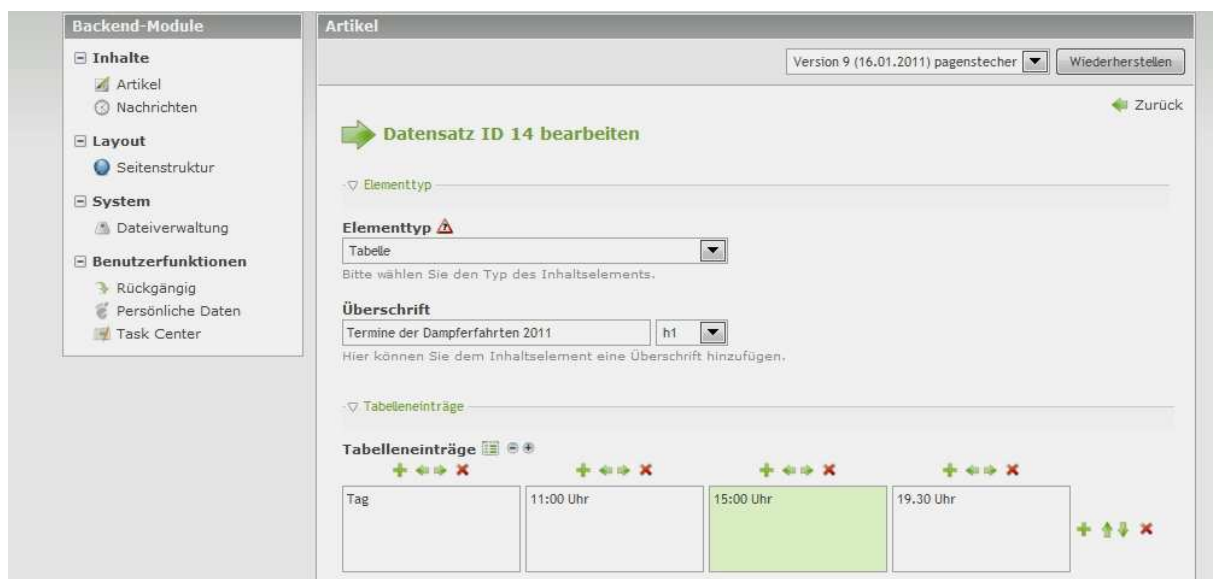 Backend-Module
Inhalte
Artikel
Nachrichten
Layout
Seitenstruktur
System
Dateiverwaltung
Benutzerfunktionen
Rückgängig
Persönliche Daten
Task Center
Artikel
Version 9 (16.01.2011) pagenstecher
Wiederherstellen
Zurück
Datensatz ID 14 bearbeiten
Elementtyp
Elementtyp
Tabelle
Bitte wählen Sie den Typ des Inhaltselements.
Überschrift
Termine der Dampferfahrten 2011 h1
Hier können Sie dem Inhaltselement eine Überschrift hinzufügen.
Tabelleneinträge
Tabelleneinträge
Tag 11:00 Uhr 15:00 Uhr 19.30 Uhr